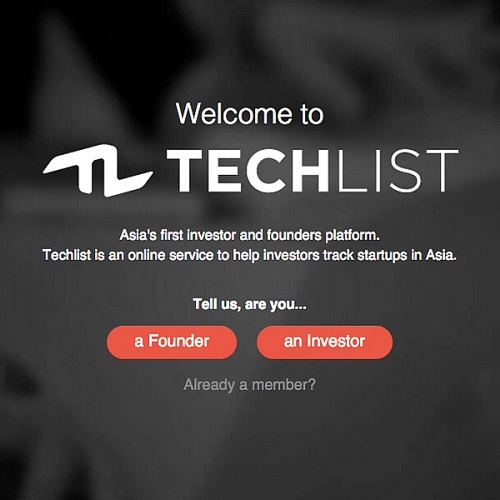 Welcome to
TL TECHLIST
Asia's first investor and founders platform.
Techlist is an online service to help investors track startups in Asia.
Tell us, are you...
a Founder an Investor
Already a member?